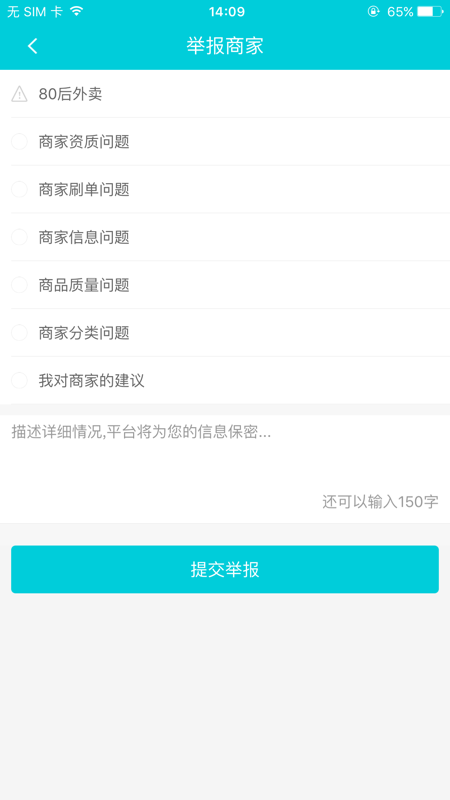 无 SIM 卡 14:09 65%
举报商家
80后外卖
商家资质问题
商家刷单问题
商家信息问题
商品质量问题
商家分类问题
我对商家的建议
描述详细情况,平台将为您的信息保密...
还可以输入150字
提交举报